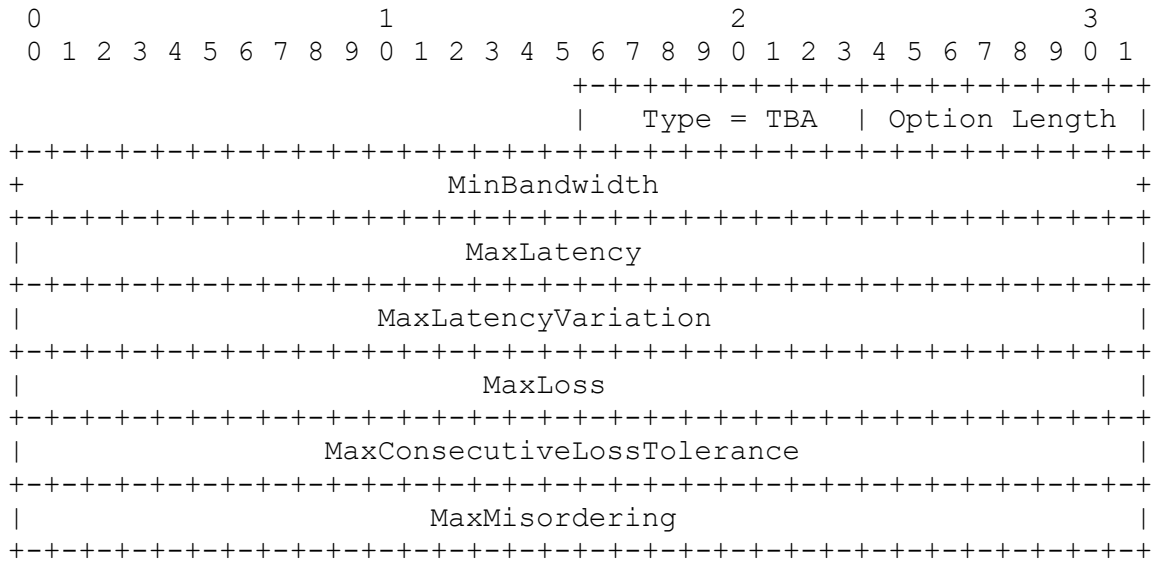 0                   1                   2                   3
 0 1 2 3 4 5 6 7 8 9 0 1 2 3 4 5 6 7 8 9 0 1 2 3 4 5 6 7 8 9 0 1
                                +-+-+-+-+-+-+-+-+-+-+-+-+-+-+-+-+
                                |   Type = TBA  | Option Length |
+-+-+-+-+-+-+-+-+-+-+-+-+-+-+-+-+-+-+-+-+-+-+-+-+-+-+-+-+-+-+-+-+
+                        MinBandwidth                           +
+-+-+-+-+-+-+-+-+-+-+-+-+-+-+-+-+-+-+-+-+-+-+-+-+-+-+-+-+-+-+-+-+
|                         MaxLatency                            |
+-+-+-+-+-+-+-+-+-+-+-+-+-+-+-+-+-+-+-+-+-+-+-+-+-+-+-+-+-+-+-+-+
|                    MaxLatencyVariation                        |
+-+-+-+-+-+-+-+-+-+-+-+-+-+-+-+-+-+-+-+-+-+-+-+-+-+-+-+-+-+-+-+-+
|                          MaxLoss                              |
+-+-+-+-+-+-+-+-+-+-+-+-+-+-+-+-+-+-+-+-+-+-+-+-+-+-+-+-+-+-+-+-+
|                 MaxConsecutiveLossTolerance                   |
+-+-+-+-+-+-+-+-+-+-+-+-+-+-+-+-+-+-+-+-+-+-+-+-+-+-+-+-+-+-+-+-+
|                       MaxMisordering                          |
+-+-+-+-+-+-+-+-+-+-+-+-+-+-+-+-+-+-+-+-+-+-+-+-+-+-+-+-+-+-+-+-+